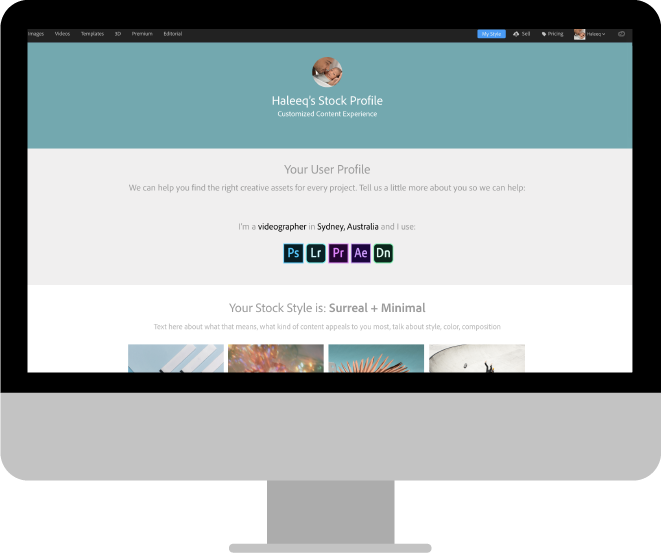 Images Videos Templates 3D Premium Editorial My Style Sell Pricing Haleeq
Haleeq's Stock Profile
Customized Content Experience
Your User Profile
We can help you find the right creative assets for every project. Tell us a little more about you so we can help:
I'm a videographer in Sydney, Australia and I use:
Ps Lr Pr Ae Dn
Your Stock Style is: Surreal + Minimal
Text here about what that means, what kind of content appeals to you most, talk about style, color, composition